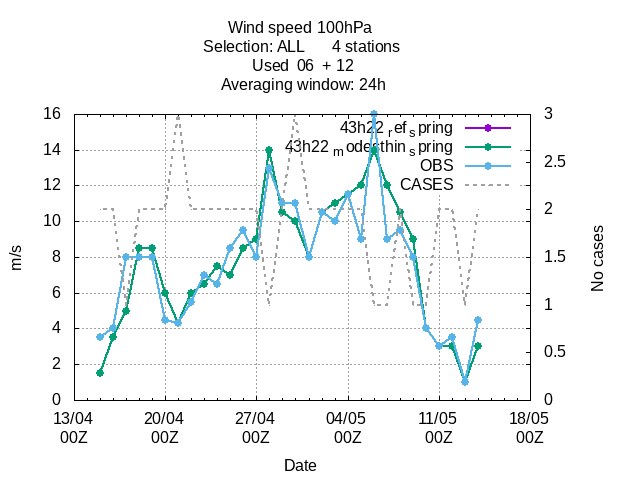 Wind speed 100hPa
Selection: ALL 4 stations
Used 06 + 12
Averaging window: 24h
43h22_ref_spring
43h22_modesthin_spring
OBS
CASES
16
14
12
10
8
6
4
2
0
3
2.5
2
1.5
1
0.5
0
m/s
No cases
13/04 20/04 27/04 04/05 11/05 18/05
00Z 00Z 00Z 00Z 00Z 00Z
Date